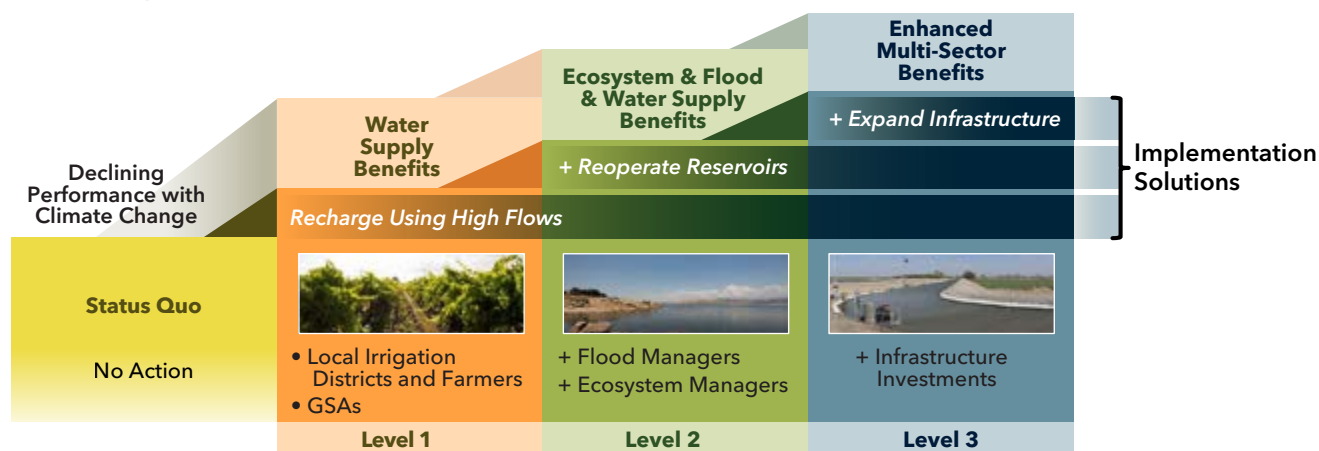 Declining
Performance with
Climate Change
Status Quo
No Action
Water
Supply
Benefits
Ecosystem & Flood
& Water Supply
Benefits
Enhanced
Multi-Sector
Benefits
+ Expand Infrastructure
+ Reoperate Reservoirs
Recharge Using High Flows
Implementation
Solutions
• Local Irrigation
Districts and Farmers
• GSAs
+ Flood Managers
+ Ecosystem Managers
+ Infrastructure
Investments
Level 1
Level 2
Level 3